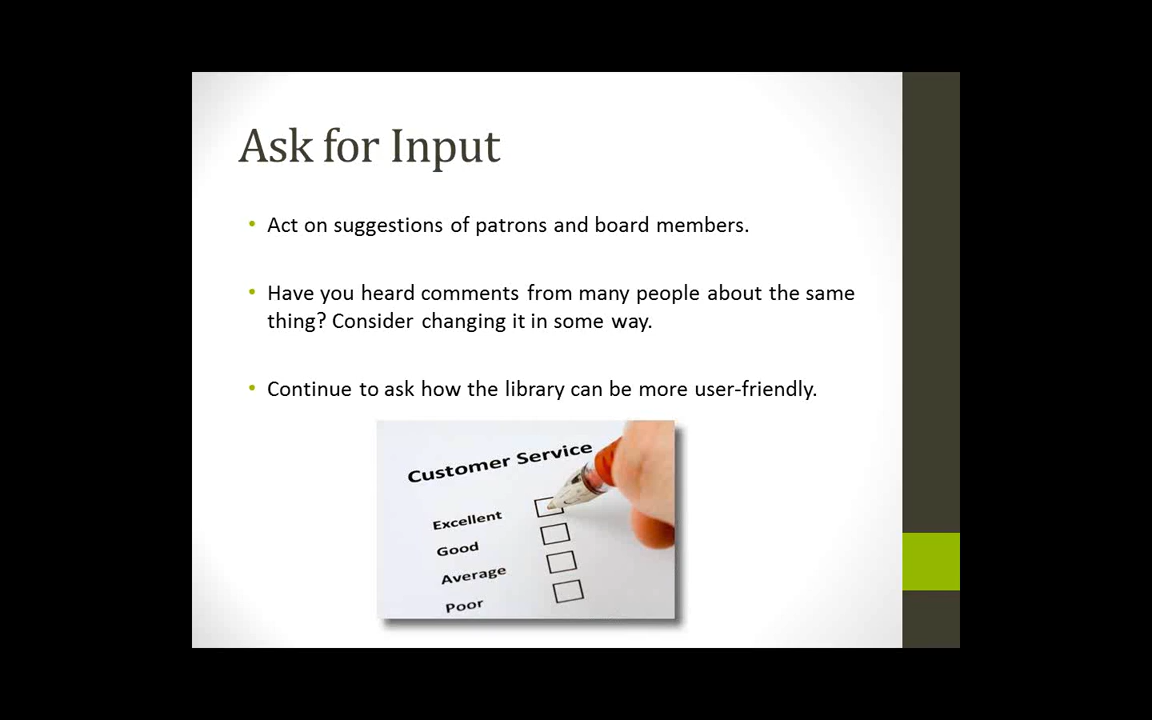 Ask for Input
• Act on suggestions of patrons and board members.
• Have you heard comments from many people about the same
thing? Consider changing it in some way.
• Continue to ask how the library can be more user-friendly.
Customer Service
Excellent
Good
Average
Poor